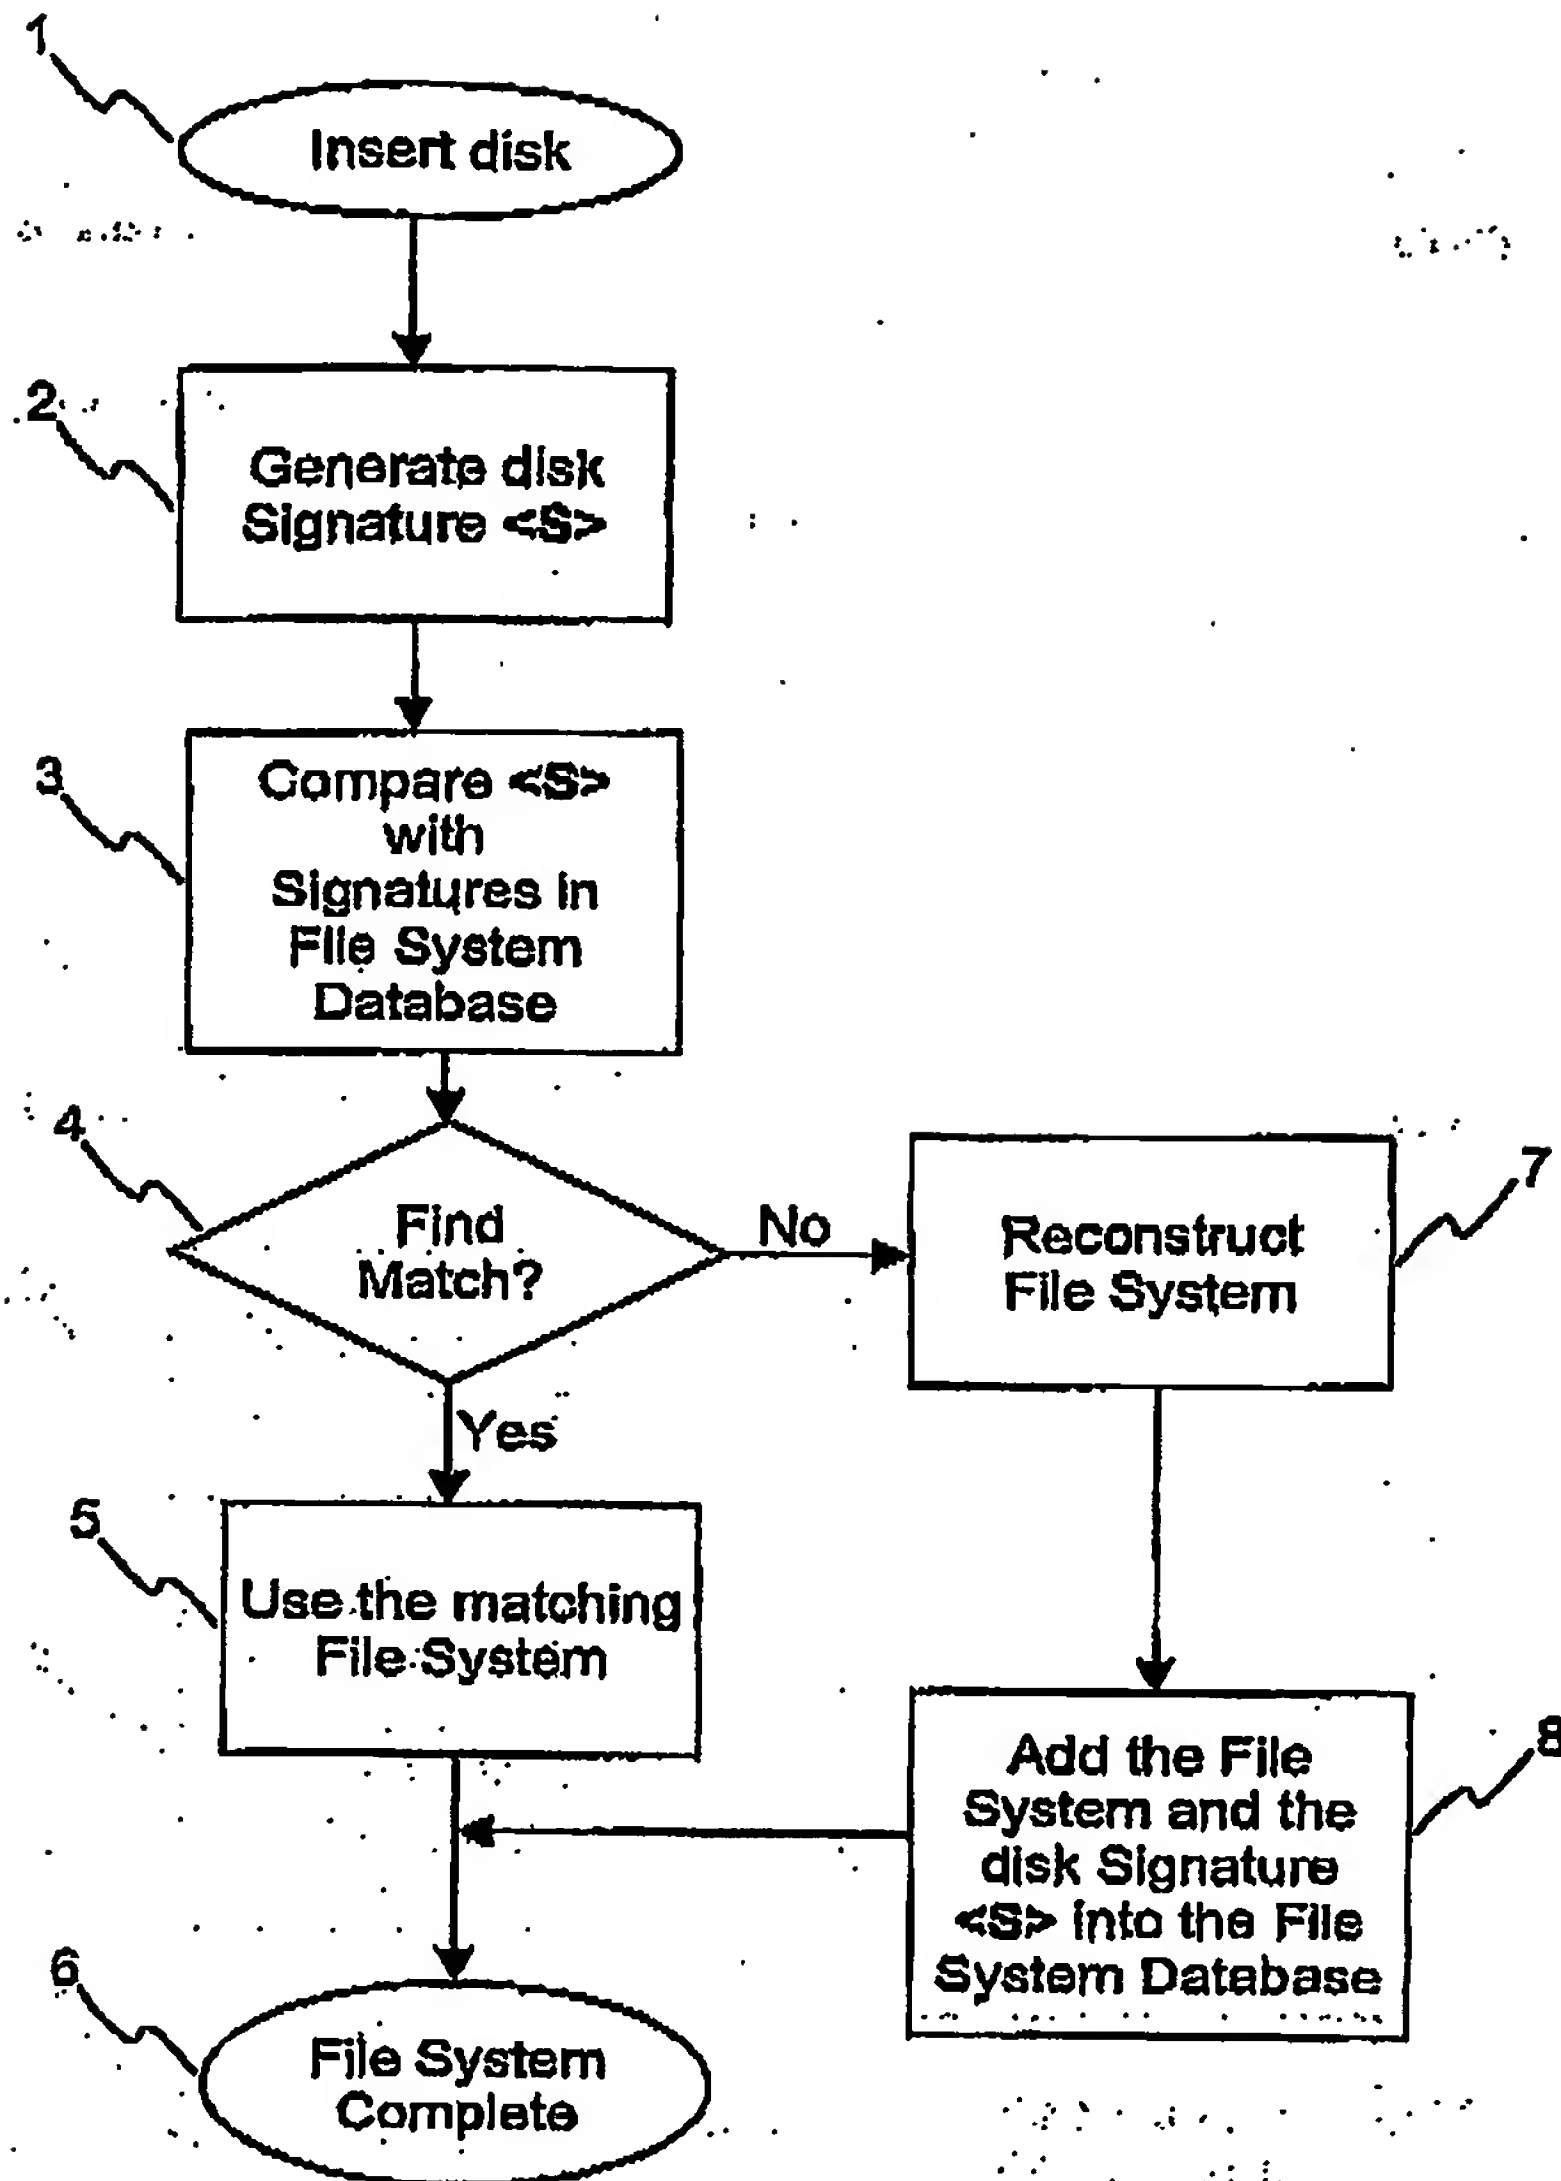 1
Insert disk
2
Generate disk
Signature <S>
3
Compare <S>
with
Signatures in
File System
Database
4
Find
Match?
No
Yes
7
Reconstruct
File System
5
Use the matching
File System
8
Add the File
System and the
disk Signature
<S> into the File
System Database
6
File System
Complete